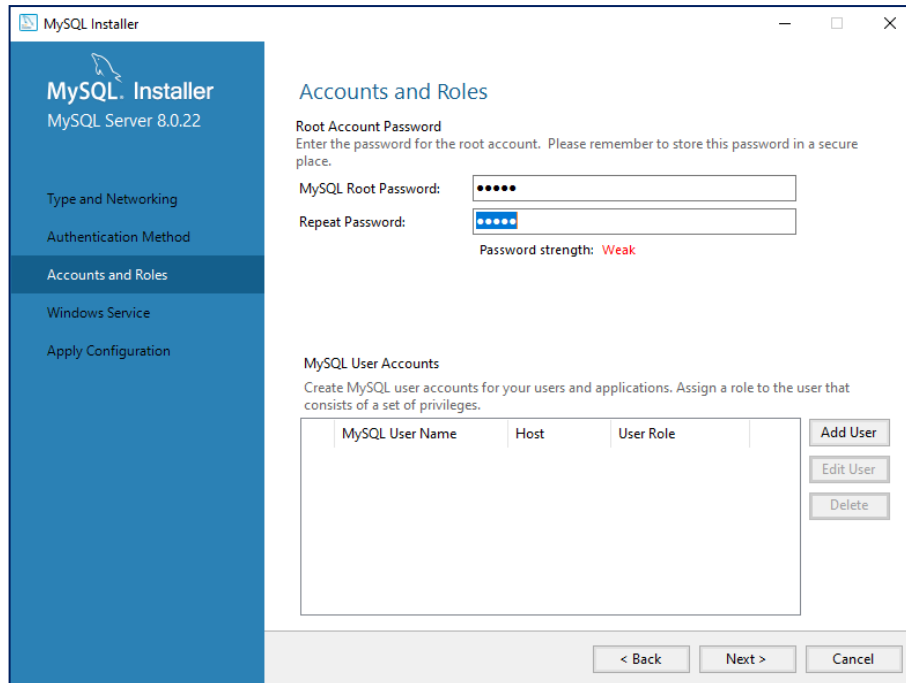 MySQL Installer
MySQL. Installer
MySQL Server 8.0.22
Type and Networking
Authentication Method
Accounts and Roles
Windows Service
Apply Configuration
Accounts and Roles
Root Account Password
Enter the password for the root account. Please remember to store this password in a secure
place.
MySQL Root Password: •••••
Repeat Password: •••••
Password strength: Weak
MySQL User Accounts
Create MySQL user accounts for your users and applications. Assign a role to the user that
consists of a set of privileges.
MySQL User Name Host User Role
Add User
Edit User
Delete
< Back Next > Cancel